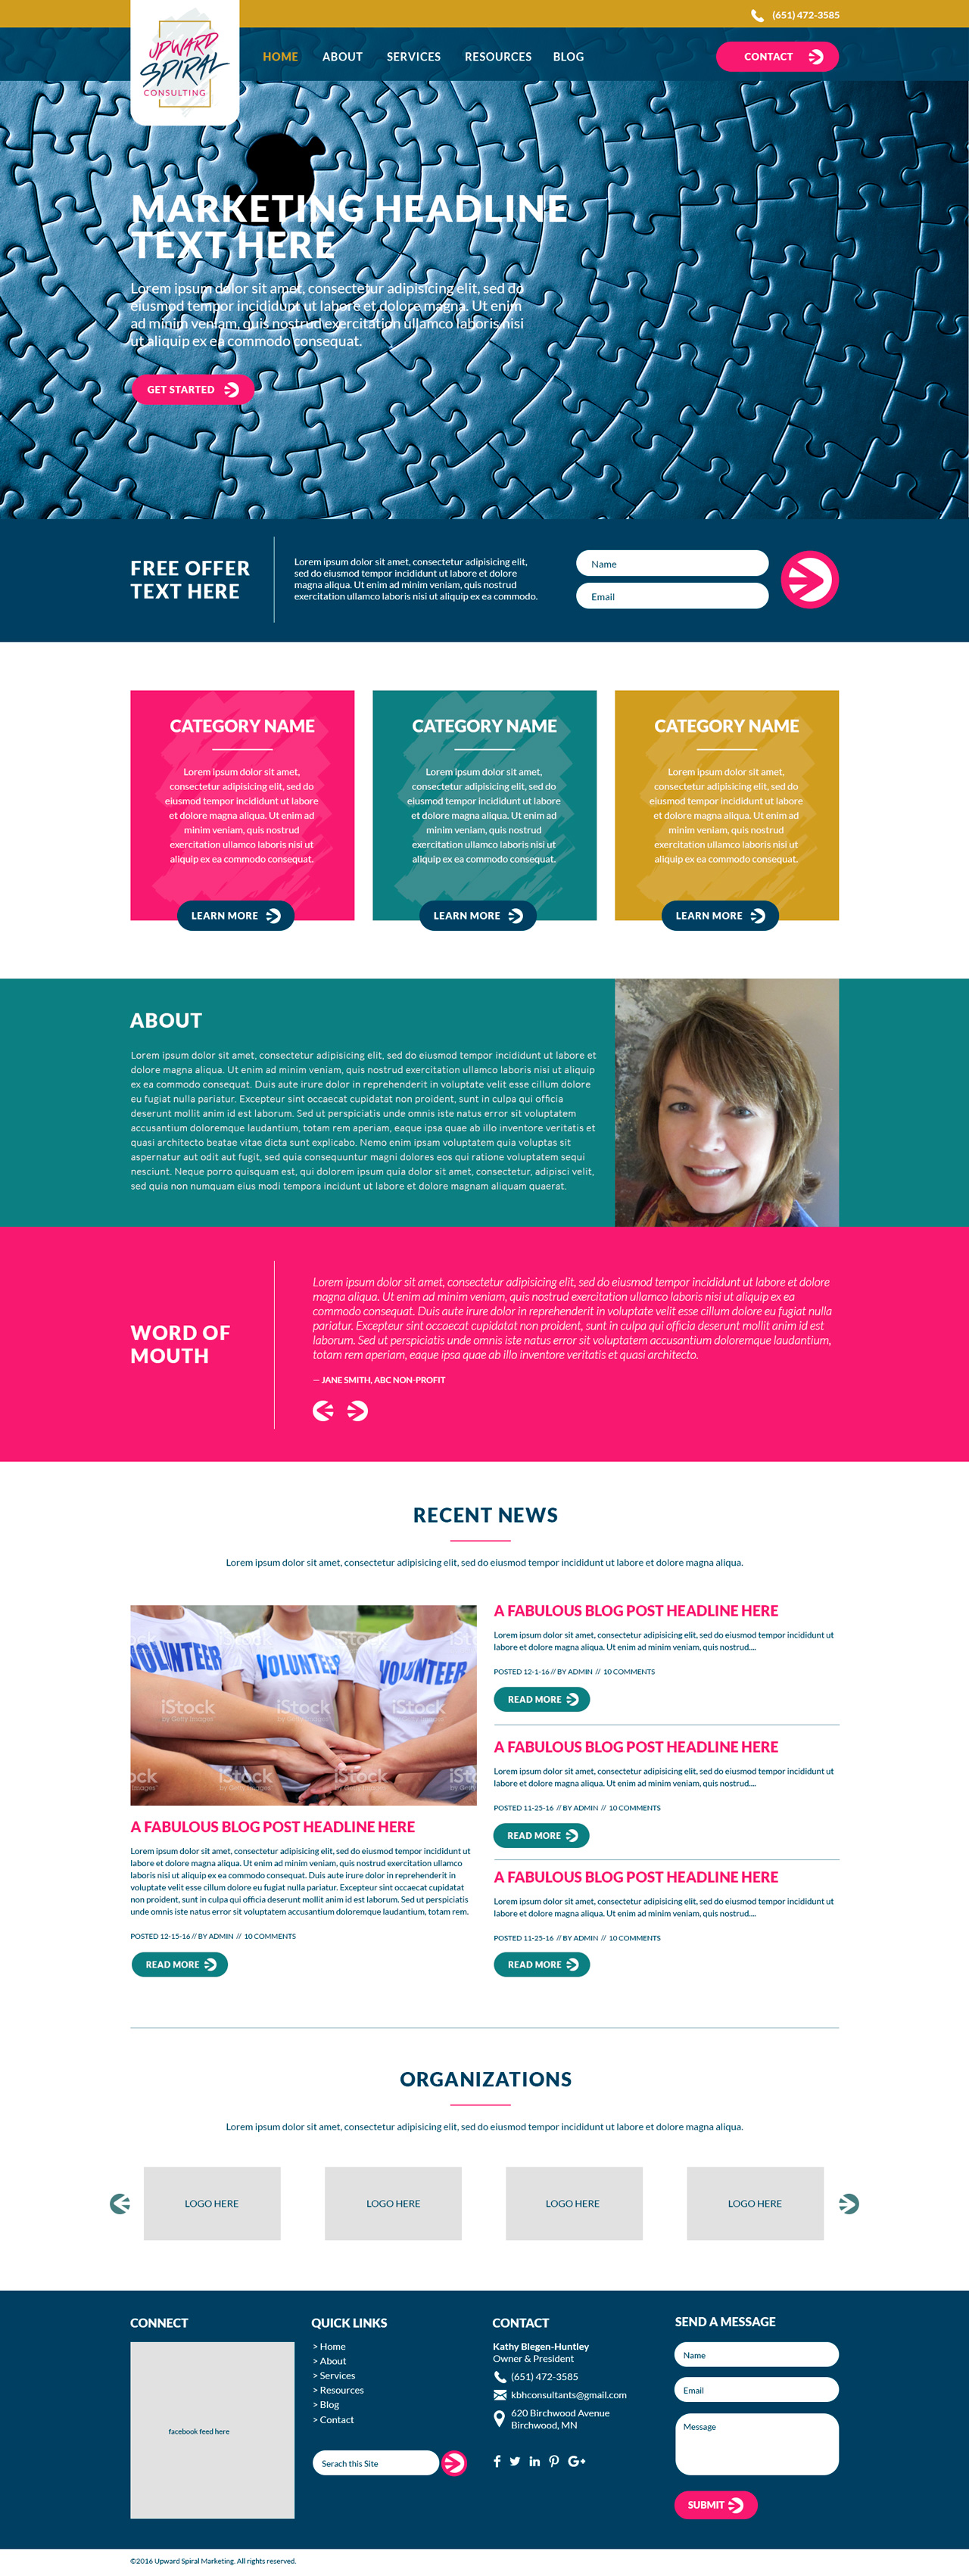 (651) 472-3585
UPWARD
SPIRAL
CONSULTING
HOME ABOUT SERVICES RESOURCES BLOG
CONTACT
MARKETING HEADLINE
TEXT HERE
Lorem ipsum dolor sit amet, consectetur adipisicing elit, sed do
eiusmod tempor incididunt ut labore et dolore magna. Ut enim
ad minim veniam, quis nostrud exercitation ullamco laboris nisi
ut aliquip ex ea commodo consequat.
GET STARTED
FREE OFFER
TEXT HERE
Lorem ipsum dolor sit amet, consectetur adipisicing elit,
sed do eiusmod tempor incididunt ut labore et dolore
magna aliqua. Ut enim ad minim veniam, quis nostrud
exercitation ullamco laboris nisi ut aliquip ex ea commodo.
Name
Email
CATEGORY NAME
Lorem ipsum dolor sit amet,
consectetur adipisicing elit, sed do
eiusmod tempor incididunt ut labore
et dolore magna aliqua. Ut enim ad
minim veniam, quis nostrud
exercitation ullamco laboris nisi ut
aliquip ex ea commodo consequat.
LEARN MORE
CATEGORY NAME
Lorem ipsum dolor sit amet,
consectetur adipisicing elit, sed do
eiusmod tempor incididunt ut labore
et dolore magna aliqua. Ut enim ad
minim veniam, quis nostrud
exercitation ullamco laboris nisi ut
aliquip ex ea commodo consequat.
LEARN MORE
CATEGORY NAME
Lorem ipsum dolor sit amet,
consectetur adipisicing elit, sed do
eiusmod tempor incididunt ut labore
et dolore magna aliqua. Ut enim ad
minim veniam, quis nostrud
exercitation ullamco laboris nisi ut
aliquip ex ea commodo consequat.
LEARN MORE
ABOUT
Lorem ipsum dolor sit amet, consectetur adipisicing elit, sed do eiusmod tempor incididunt ut labore et
dolore magna aliqua. Ut enim ad minim veniam, quis nostrud exercitation ullamco laboris nisi ut aliquip
ex ea commodo consequat. Duis aute irure dolor in reprehenderit in voluptate velit esse cillum dolore
eu fugiat nulla pariatur. Excepteur sint occaecat cupidatat non proident, sunt in culpa qui officia
deserunt mollit anim id est laborum. Sed ut perspiciatis unde omnis iste natus error sit voluptatem
accusantium doloremque laudantium, totam rem aperiam, eaque ipsa quae ab illo inventore veritatis et
quasi architecto beatae vitae dicta sunt explicabo. Nemo enim ipsam voluptatem quia voluptas sit
aspernatur aut odit aut fugit, sed quia consequuntur magni dolores eos qui ratione voluptatem sequi
nesciunt. Neque porro quisquam est, qui dolorem ipsum quia dolor sit amet, consectetur, adipisci velit,
sed quia non numquam eius modi tempora incidunt ut labore et dolore magnam aliquam quaerat.
WORD OF
MOUTH
Lorem ipsum dolor sit amet, consectetur adipisicing elit, sed do eiusmod tempor incididunt ut labore et dolore
magna aliqua. Ut enim ad minim veniam, quis nostrud exercitation ullamco laboris nisi ut aliquip ex ea
commodo consequat. Duis aute irure dolor in reprehenderit in voluptate velit esse cillum dolore eu fugiat nulla
pariatur. Excepteur sint occaecat cupidatat non proident, sunt in culpa qui officia deserunt mollit anim id est
laborum. Sed ut perspiciatis unde omnis iste natus error sit voluptatem accusantium doloremque laudantium,
totam rem aperiam, eaque ipsa quae ab illo inventore veritatis et quasi architecto.
— JANE SMITH, ABC NON-PROFIT
RECENT NEWS
Lorem ipsum dolor sit amet, consectetur adipisicing elit, sed do eiusmod tempor incididunt ut labore et dolore magna aliqua.
VOLUNTEER VOLUNTEER VOLUNTEER
iStock iStock iStock
by Getty Images
iStock iStock
A FABULOUS BLOG POST HEADLINE HERE
Lorem ipsum dolor sit amet, consectetur adipisicing elit, sed do eiusmod tempor incididunt ut
labore et dolore magna aliqua. Ut enim ad minim veniam, quis nostrud exercitation ullamco
laboris nisi ut aliquip ex ea commodo consequat. Duis aute irure dolor in reprehenderit in
voluptate velit esse cillum dolore eu fugiat nulla pariatur. Excepteur sint occaecat cupidatat
non proident, sunt in culpa qui officia deserunt mollit anim id est laborum. Sed ut perspiciatis
unde omnis iste natus error sit voluptatem accusantium doloremque laudantium, totam rem.
POSTED 12-15-16 // BY ADMIN // 10 COMMENTS
READ MORE
A FABULOUS BLOG POST HEADLINE HERE
Lorem ipsum dolor sit amet, consectetur adipisicing elit, sed do eiusmod tempor incididunt ut
labore et dolore magna aliqua. Ut enim ad minim veniam, quis nostrud....
POSTED 12-1-16 // BY ADMIN // 10 COMMENTS
READ MORE
A FABULOUS BLOG POST HEADLINE HERE
Lorem ipsum dolor sit amet, consectetur adipisicing elit, sed do eiusmod tempor incididunt ut
labore et dolore magna aliqua. Ut enim ad minim veniam, quis nostrud....
POSTED 11-25-16 // BY ADMIN // 10 COMMENTS
READ MORE
A FABULOUS BLOG POST HEADLINE HERE
Lorem ipsum dolor sit amet, consectetur adipisicing elit, sed do eiusmod tempor incididunt ut
labore et dolore magna aliqua. Ut enim ad minim veniam, quis nostrud....
POSTED 11-25-16 // BY ADMIN // 10 COMMENTS
READ MORE
ORGANIZATIONS
Lorem ipsum dolor sit amet, consectetur adipisicing elit, sed do eiusmod tempor incididunt ut labore et dolore magna aliqua.
LOGO HERE LOGO HERE LOGO HERE LOGO HERE
CONNECT
facebook feed here
QUICK LINKS
> Home
> About
> Services
> Resources
> Blog
> Contact
Serach this Site
CONTACT
Kathy Blegen-Huntley
Owner & President
(651) 472-3585
kbhconsultants@gmail.com
620 Birchwood Avenue
Birchwood, MN
SEND A MESSAGE
Name
Email
Message
SUBMIT
©2016 Upward Spiral Marketing. All rights reserved.